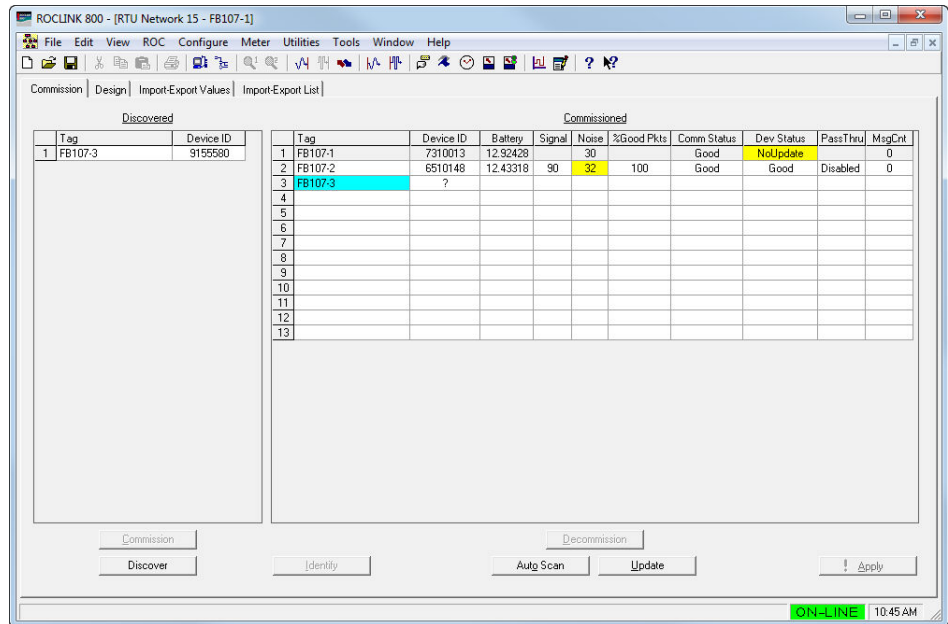 ROCLINK 800 - [RTU Network 15 - FB107-1]
File Edit View ROC Configure Meter Utilities Tools Window Help
Commission Design Import-Export Values Import-Export List
Discovered
Tag Device ID
1 FB107-3 9155580
Commissioned
Tag Device ID Battery Signal Noise %Good Pkts Comm Status Dev Status PassThru MsgCnt
1 FB107-1 7310013 12.92428 30 Good NoUpdate 0
2 FB107-2 6510148 12.43318 90 32 100 Good Good Disabled 0
3 FB107-3 ?
4
5
6
7
8
9
10
11
12
13
Commission Decommission
Discover Identify Auto Scan Update ! Apply
ON-LINE 10:45 AM